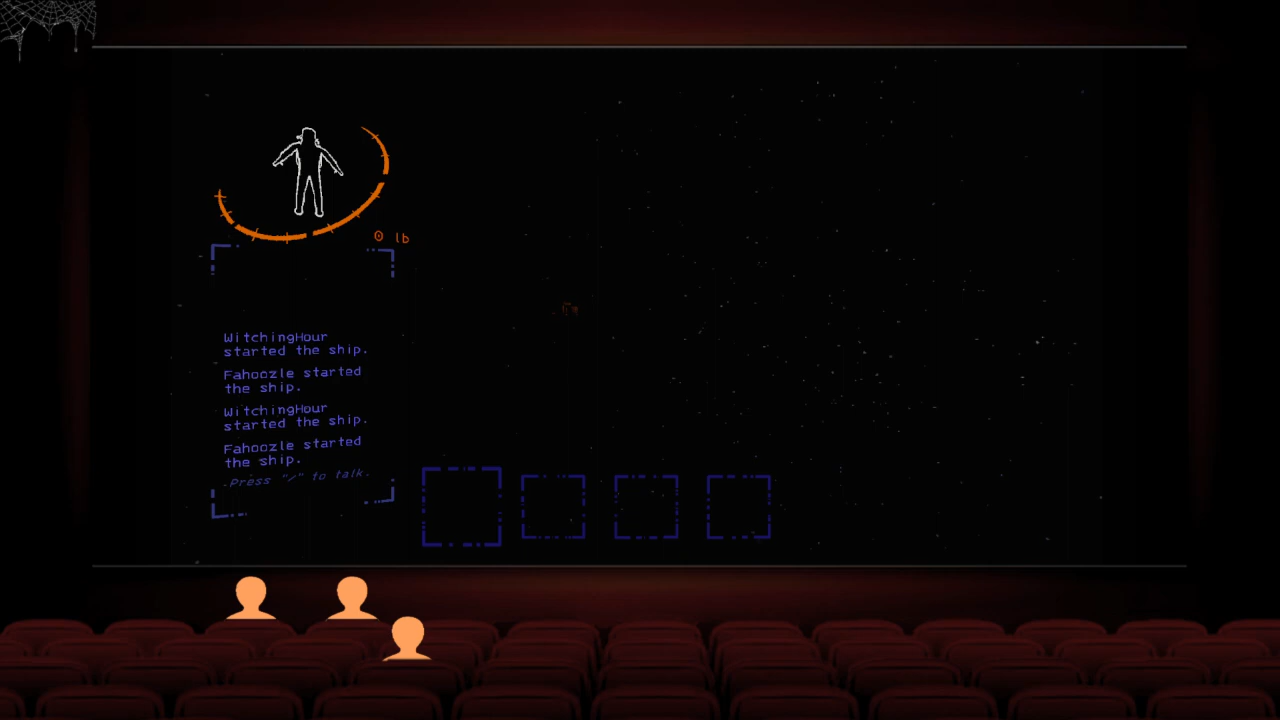 0 lb
WitchingHour
started the ship.
Fahoozle started
the ship.
WitchingHour
started the ship.
Fahoozle started
the ship.
Press "/" to talk.